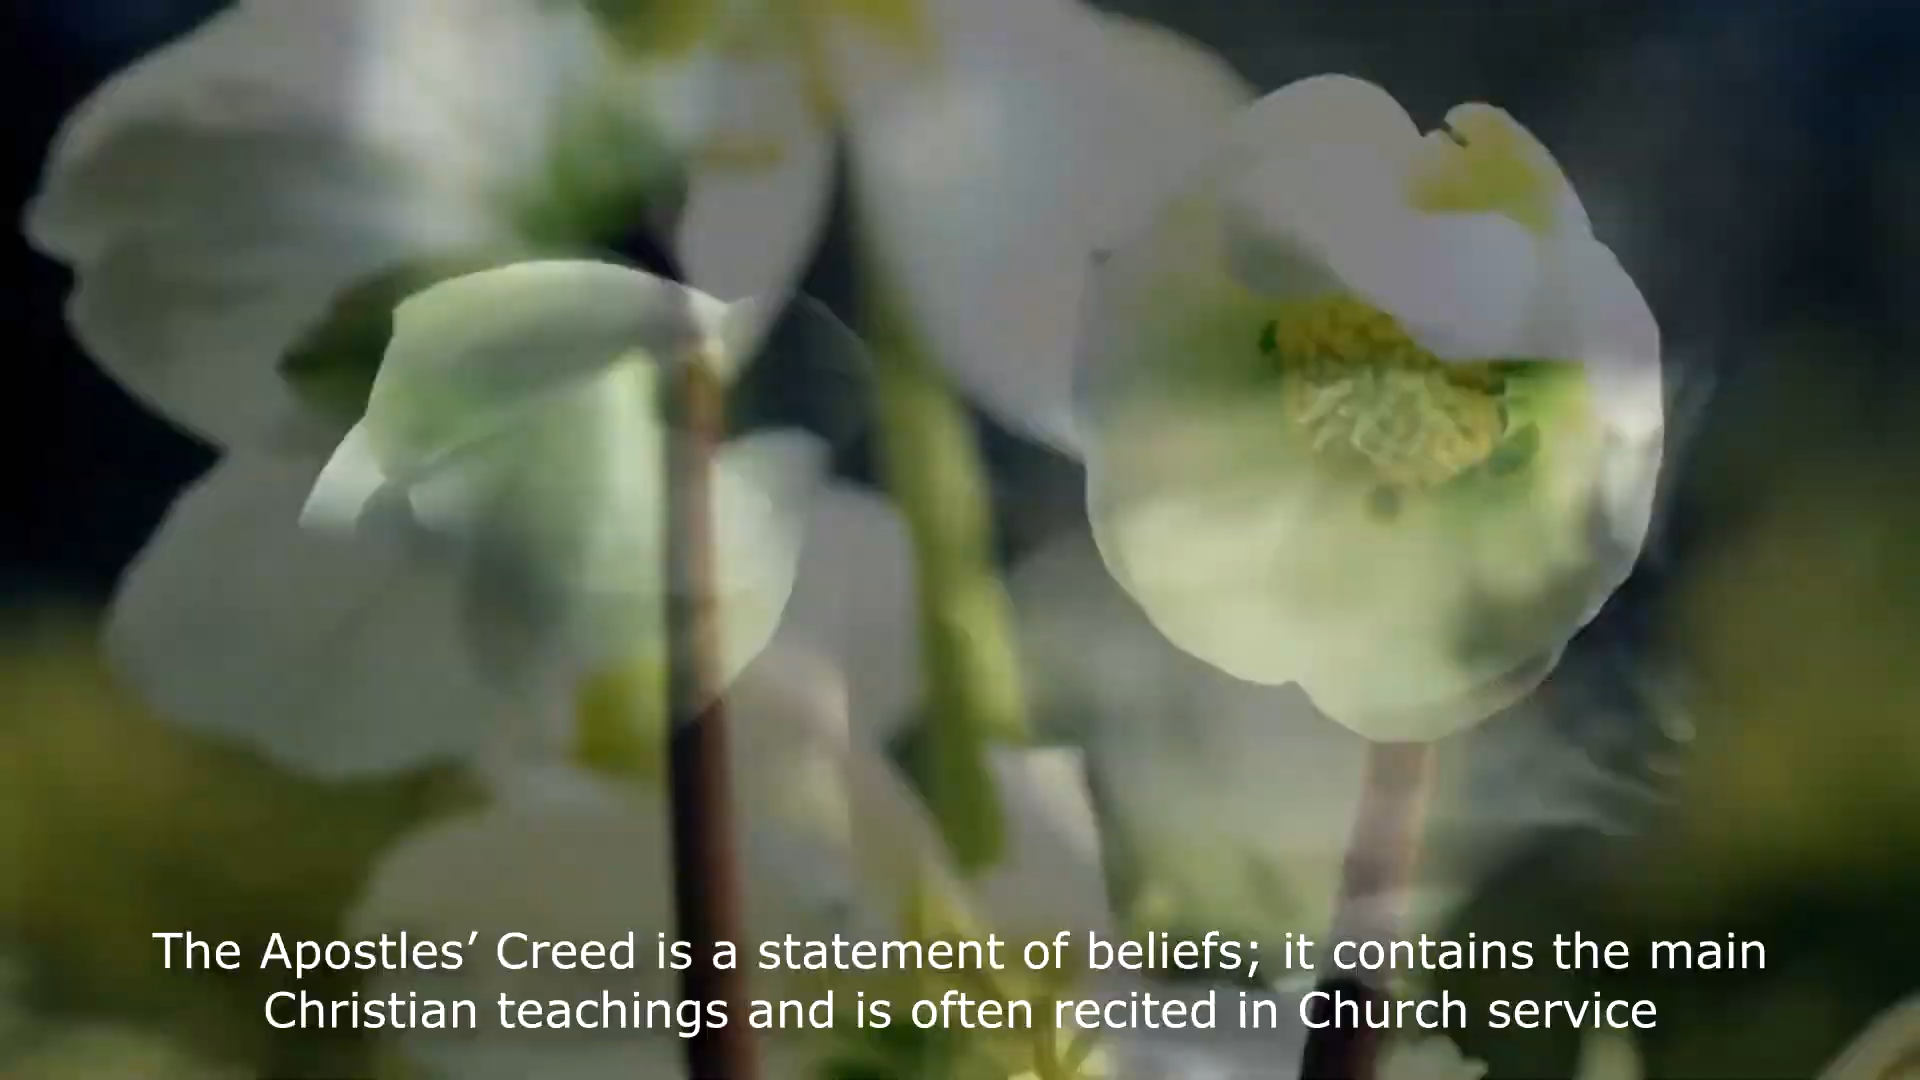 The Apostles’ Creed is a statement of beliefs; it contains the main
Christian teachings and is often recited in Church service